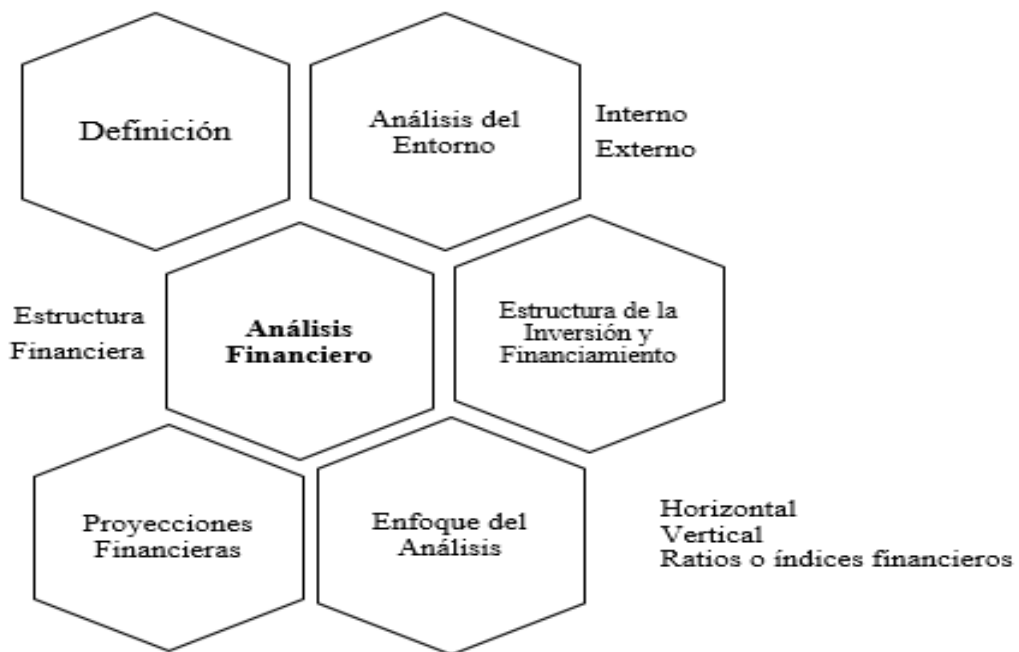 Definición
Análisis del
Entorno
Interno
Externo
Estructura
Financiera
Análisis
Financiero
Estructura de la
Inversión y
Financiamiento
Proyecciones
Financieras
Enfoque del
Análisis
Horizontal
Vertical
Ratios o índices financieros